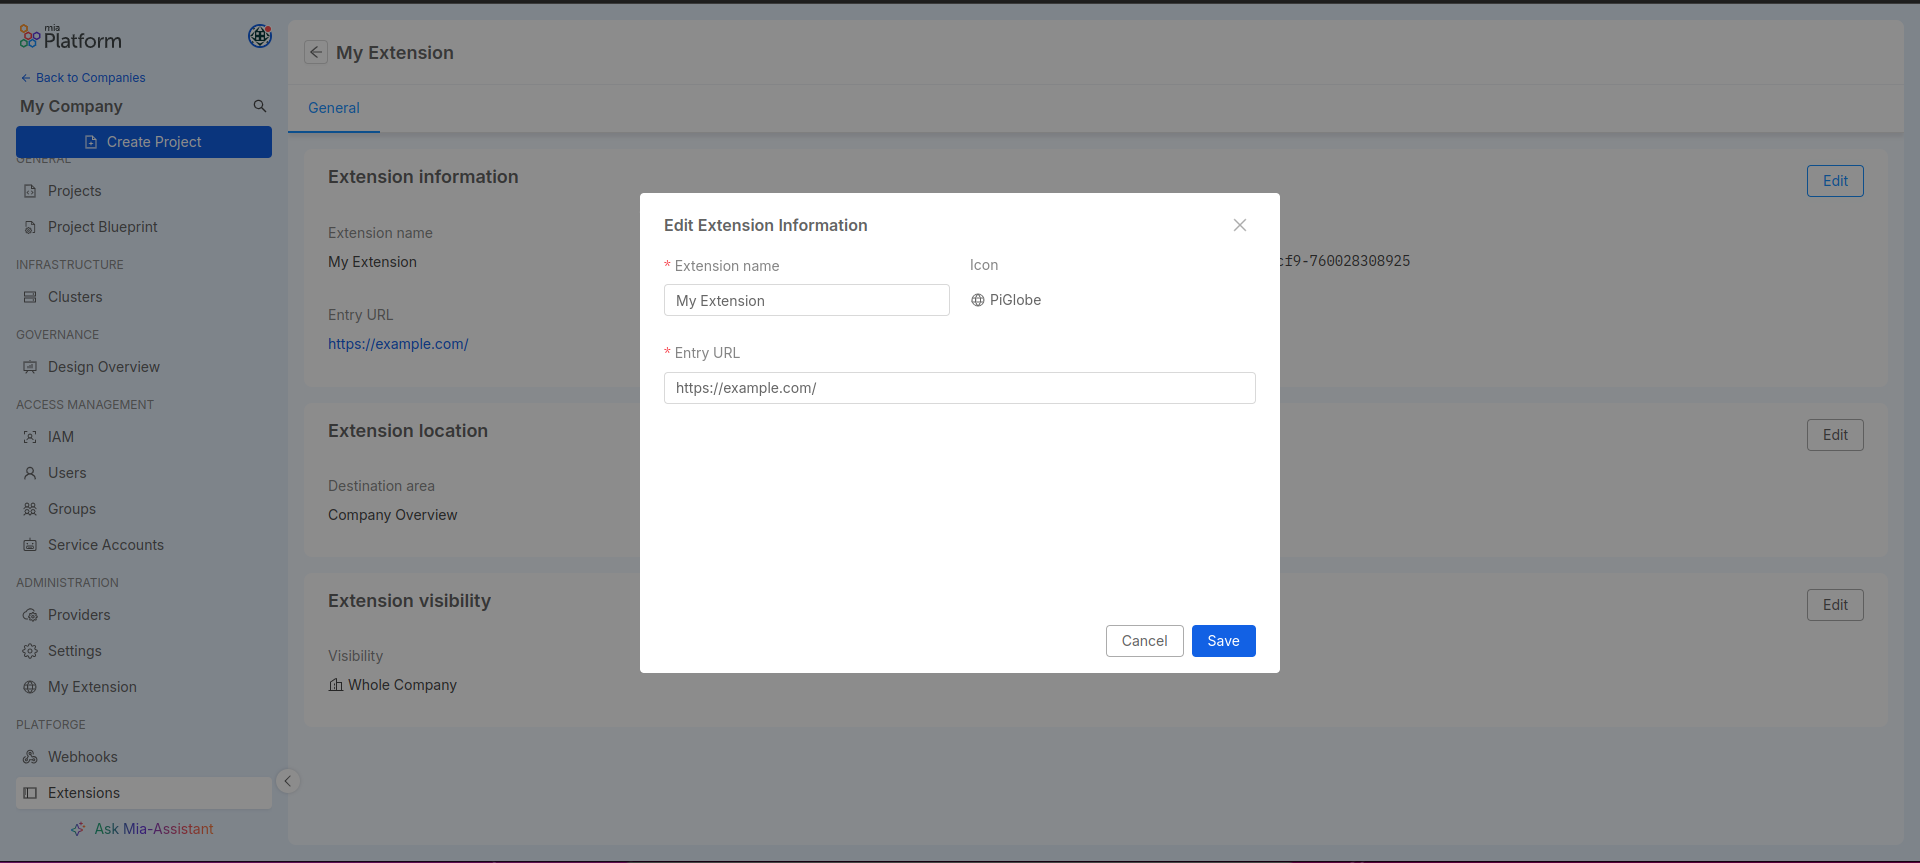 mia
Platform
Back to Companies
My Company
Create Project
GENERAL
Projects
Project Blueprint
INFRASTRUCTURE
Clusters
GOVERNANCE
Design Overview
ACCESS MANAGEMENT
IAM
Users
Groups
Service Accounts
ADMINISTRATION
Providers
Settings
My Extension
PLATFORGE
Webhooks
Extensions
Ask Mia-Assistant
My Extension
General
Extension information
Edit
Extension name
My Extension
cf9-760028308925
Entry URL
https://example.com/
Extension location
Edit
Destination area
Company Overview
Extension visibility
Edit
Visibility
Whole Company
Edit Extension Information
* Extension name
Icon
My Extension
PiGlobe
* Entry URL
https://example.com/
Cancel
Save